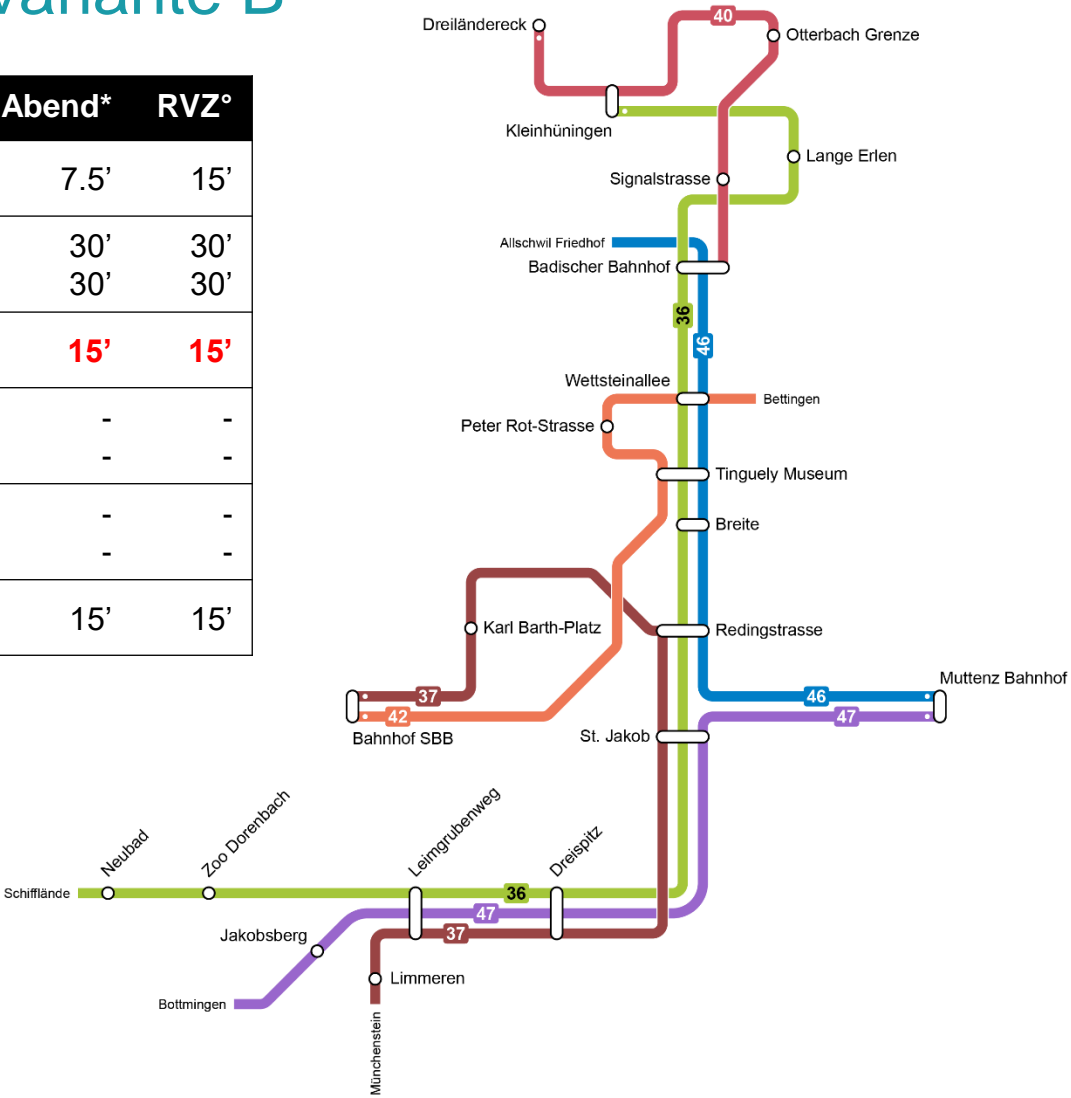 variante B
Abend* RVZ°
7.5’ 15’
30’ 30’
30’ 30’
15’ 15’
- -
- -
- -
- -
15’ 15’
Dreiländereck
40
Otterbach Grenze
Kleinhüningen
Lange Erlen
Signalstrasse
Allschwil Friedhof
Badischer Bahnhof
36
46
Wettsteinallee
Bettingen
Peter Rot-Strasse
Tinguely Museum
Breite
Karl Barth-Platz
Redingstrasse
Muttenz Bahnhof
37
46
42
47
Bahnhof SBB
St. Jakob
Neubad
Zoo Dorenbach
Leimgrubenweg
Dreispitz
Schifflände
36
47
37
Jakobsberg
Limmeren
Bottmingen
Münchenstein